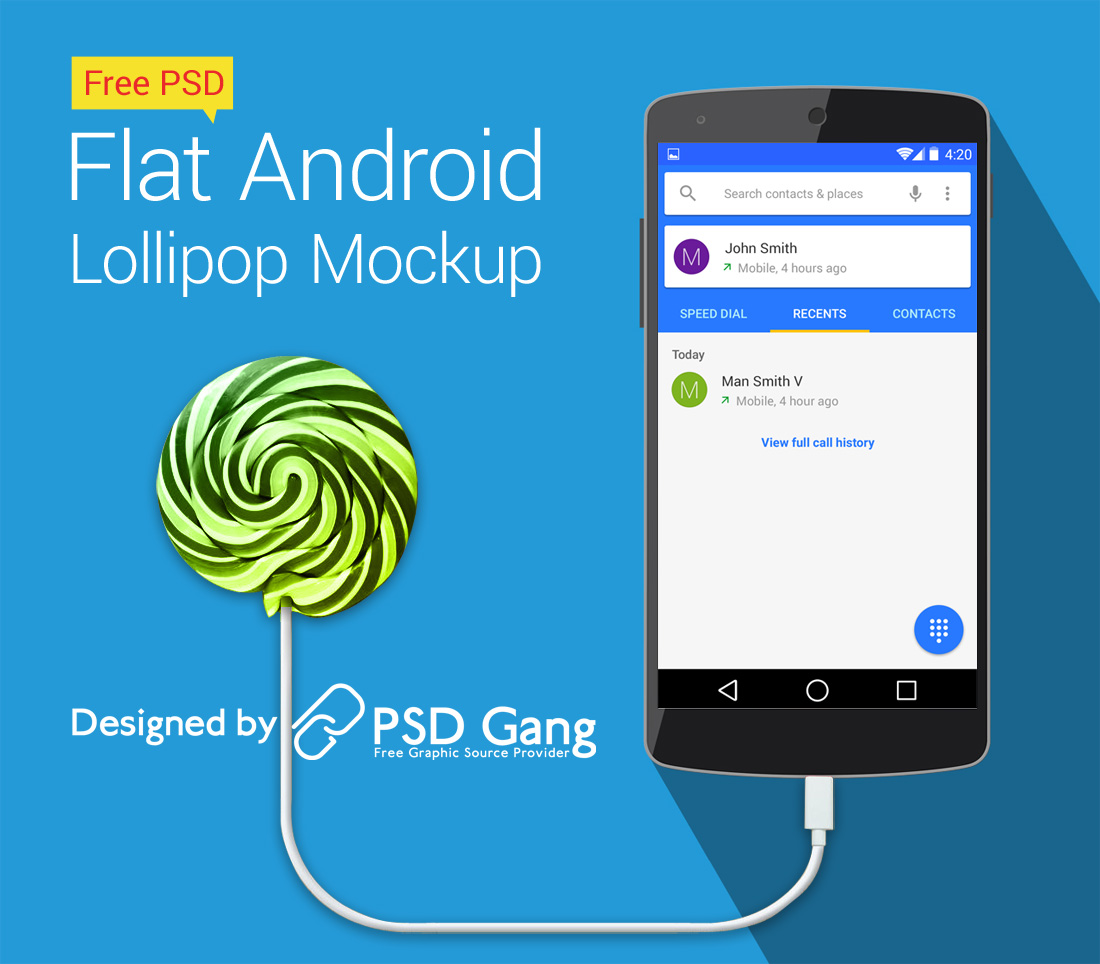 Free PSD
Flat Android
Lollipop Mockup
Designed by PSD Gang
Free Graphic Source Provider
4:20
Search contacts & places
M
John Smith
Mobile, 4 hours ago
SPEED DIAL RECENTS CONTACTS
Today
M
Man Smith V
Mobile, 4 hour ago
View full call history